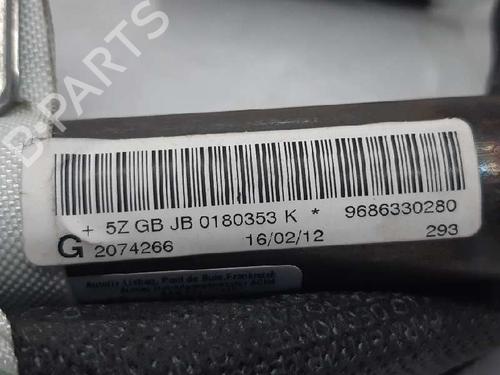 B-PARTS
+ 5Z GB JB 0180353 K * 9686330280
G 2074266 16/02/12 293